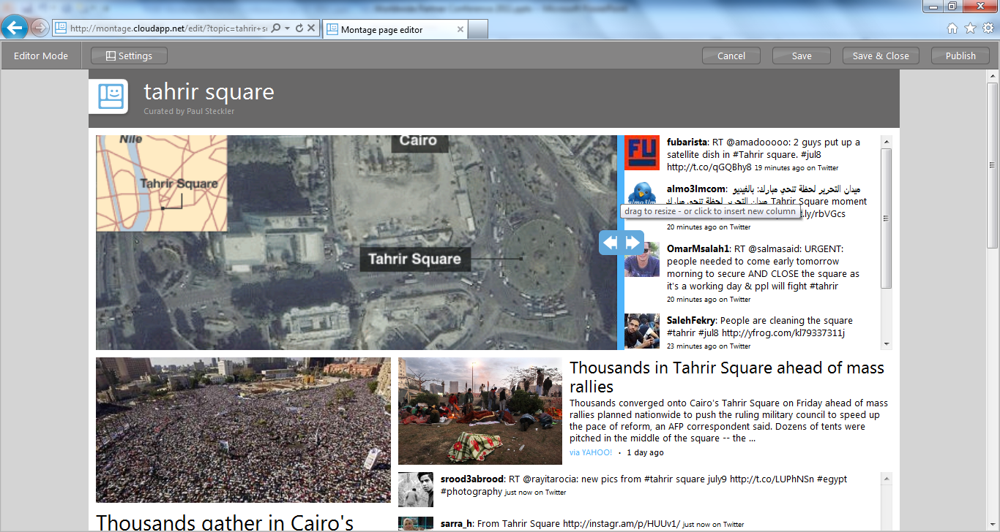 http://montage.cloudapp.net/edit/?topic=tahrir+s
Montage page editor
Editor Mode
Settings
Cancel
Save
Save & Close
Publish
tahrir square
Curated by Paul Steckler
Nile
Tahrir Square
Cairo
Tahrir Square
FU
fubarista: RT @amadooooo: 2 guys put up a
satellite dish in #Tahrir square. #jul8
http://t.co/qGQBhy8 19 minutes ago on Twitter
almo3lm
almo3lmcom: ميدان التحرير لحظة تنحي مبارك: بالفيديو
ميدان التحرير لحظة تنحي مبارك Tahrir Square moment
drag to resize - or click to insert new column
t.ly/rbVGcs
20 minutes ago on Twitter
OmarMsalah1: RT @salmasaid: URGENT:
people needed to come early tomorrow
morning to secure AND CLOSE the square as
it's a working day & ppl will fight #tahrir
20 minutes ago on Twitter
SalehFekry: People are cleaning the square
#tahrir #jul8 http://yfrog.com/kl79337311j
23 minutes ago on Twitter
Thousands in Tahrir Square ahead of mass
rallies
Thousands converged onto Cairo's Tahrir Square on Friday ahead of mass
rallies planned nationwide to push the ruling military council to speed up
the pace of reform, an AFP correspondent said. Dozens of tents were
pitched in the middle of the square -- the ...
via YAHOO! · 1 day ago
srood3abrood: RT @rayitarocia: new pics from #tahrir square july9 http://t.co/LUPhNSn #egypt
#photography just now on Twitter
sarra_h: From Tahrir Square http://instagr.am/p/HUUv1/ just now on Twitter
Thousands gather in Cairo's